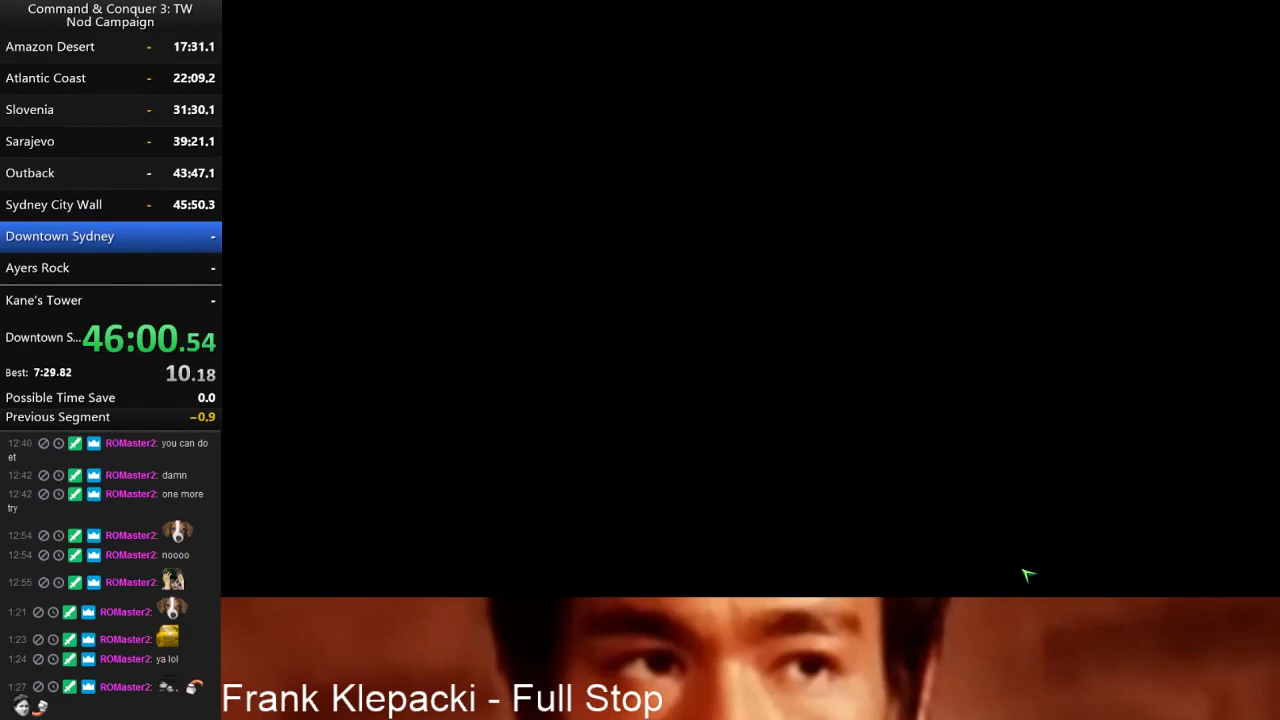 Command & Conquer 3: TW
Nod Campaign
Amazon Desert - 17:31.1
Atlantic Coast - 22:09.2
Slovenia - 31:30.1
Sarajevo - 39:21.1
Outback - 43:47.1
Sydney City Wall - 45:50.3
Downtown Sydney -
Ayers Rock -
Kane's Tower -
Downtown S... 46:00.54
Best: 7:29.82 10.18
Possible Time Save 0.0
Previous Segment −0.9
12:40 ROMaster2: you can do
et
12:42 ROMaster2: damn
12:42 ROMaster2: one more
try
12:54 ROMaster2:
12:54 ROMaster2: noooo
12:55 ROMaster2:
1:21 ROMaster2:
1:23 ROMaster2:
1:24 ROMaster2: ya lol
1:27 ROMaster2:
Frank Klepacki - Full Stop